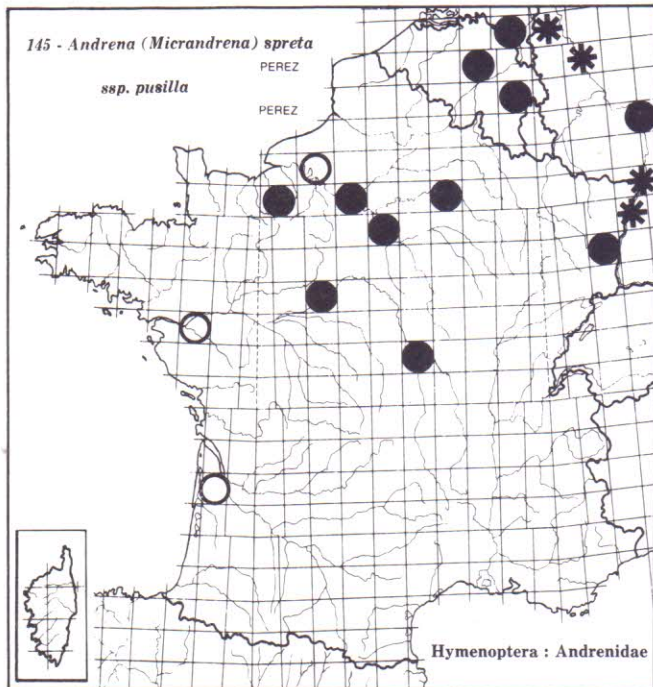 145 - Andrena (Micrandrena) spreta
PEREZ
ssp. pusilla
PEREZ
Hymenoptera : Andrenidae